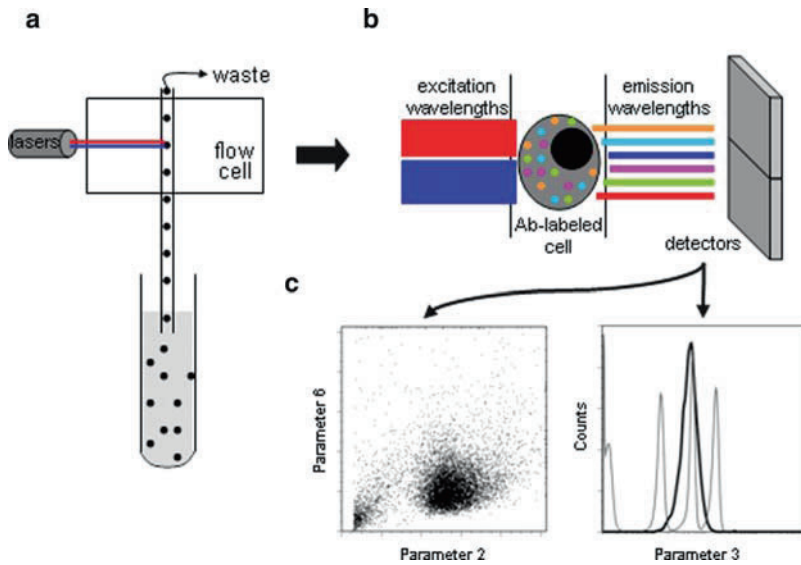 a
waste
lasers
flow
cell
b
excitation
wavelengths
emission
wavelengths
Ab-labeled
cell
detectors
c
Parameter 6
Parameter 2
Counts
Parameter 3